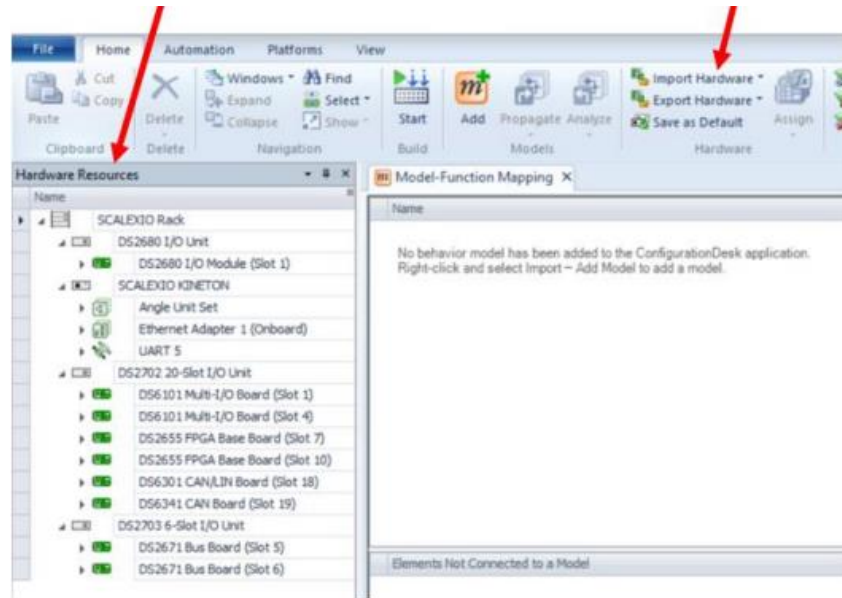 File Home Automation Platforms View
Cut
Copy
Paste
Clipboard
Delete
Delete
Windows
Expand
Collapse
Find
Select
Show
Navigation
Start
Build
m
Add Propagate Analyze
Models
Import Hardware
Export Hardware
Save as Default
Assign
Hardware
Hardware Resources
Name
SCALEXIO Rack
DS2680 I/O Unit
DS2680 I/O Module (Slot 1)
SCALEXIO KINETON
Angle Unit Set
Ethernet Adapter 1 (Onboard)
UART 5
DS2702 20-Slot I/O Unit
DS6101 Multi-I/O Board (Slot 1)
DS6101 Multi-I/O Board (Slot 4)
DS2655 FPGA Base Board (Slot 7)
DS2655 FPGA Base Board (Slot 10)
DS6301 CAN/LIN Board (Slot 18)
DS6341 CAN Board (Slot 19)
DS2703 6-Slot I/O Unit
DS2671 Bus Board (Slot 5)
DS2671 Bus Board (Slot 6)
m Model-Function Mapping
Name
No behavior model has been added to the ConfigurationDesk application.
Right-click and select Import – Add Model to add a model.
Elements Not Connected to a Model